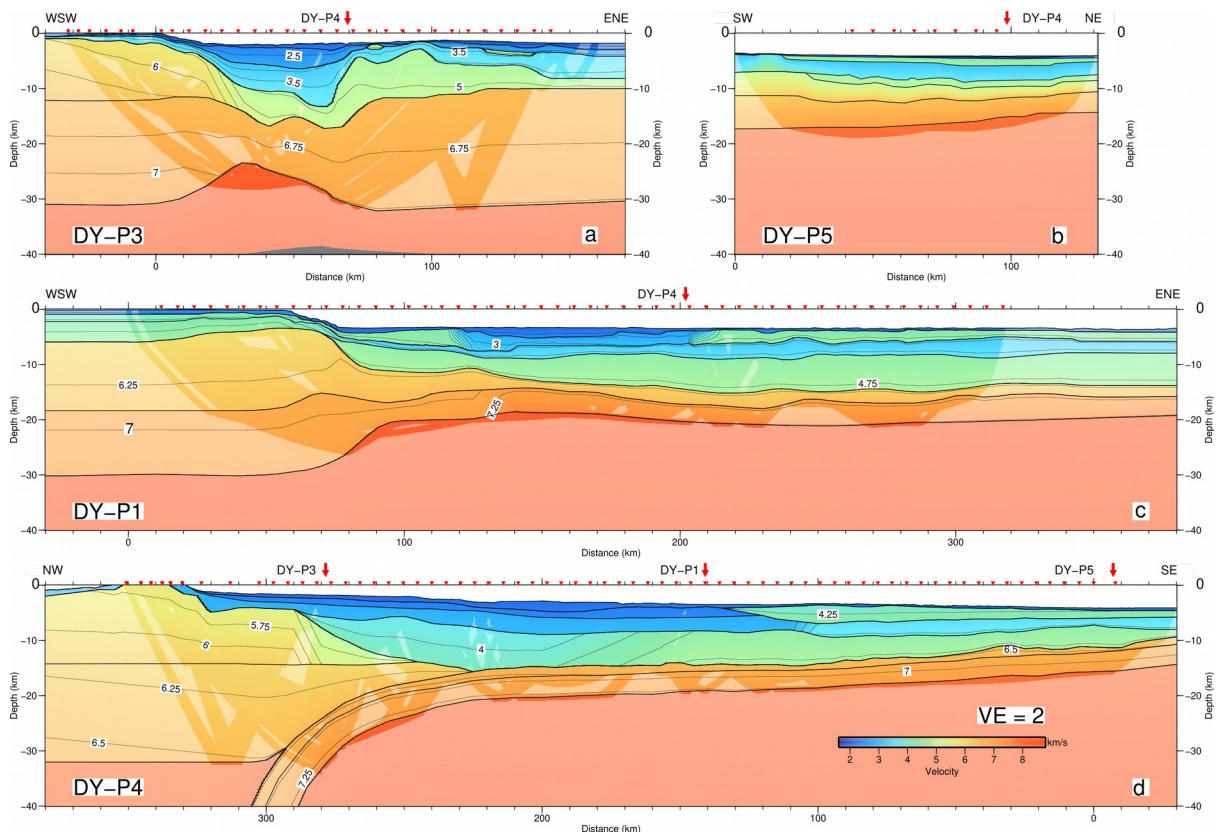 WSW DY-P4 ENE
0 0
2.5 3.5
6
3.5
-10 5 -10
-20 6.75 6.75 -20
7
-30 -30
DY-P3 a
-40 -40
0 100
Distance (km)
Depth (km)
Depth (km)
SW DY-P4 NE
0 0
-10 -10
-20 -20
-30 -30
DY-P5 b
-40 -40
0 100
Distance (km)
Depth (km)
Depth (km)
WSW DY-P4 ENE
0 0
3
-10 -10
6.25 4.75
7.25
-20 -20
7
-30 -30
DY-P1 c
-40 -40
0 100 200 300
Distance (km)
Depth (km)
Depth (km)
NW DY-P3 DY-P1 DY-P5 SE
0 0
4.25
5.75
-10 6 4 6.5 -10
7
6.25
-20 -20
VE = 2
6.5
-30 -30
km/s
2 3 4 5 6 7 8
Velocity
7.25
DY-P4 d
-40 -40
300 200 100 0
Distance (km)
Depth (km)
Depth (km)